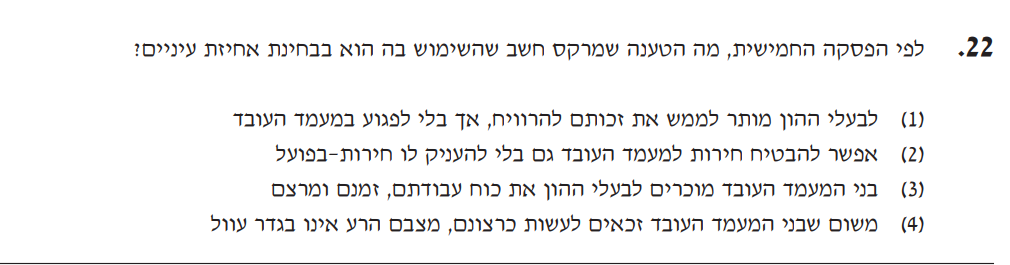 22. לפי הפסקה החמישית, מה הטענה שמרקס חשב שהשימוש בה הוא בבחינת אחיזת עיניים?
(1) לבעלי ההון מותר לממש את זכותם להרוויח, אך בלי לפגוע במעמד העובד
(2) אפשר להבטיח חירות למעמד העובד גם בלי להעניק לו חירות-בפועל
(3) בני המעמד העובד מוכרים לבעלי ההון את כוח עבודתם, זמנם ומרצם
(4) משום שבני המעמד העובד זכאים לעשות כרצונם, מצבם הרע אינו בגדר עוול